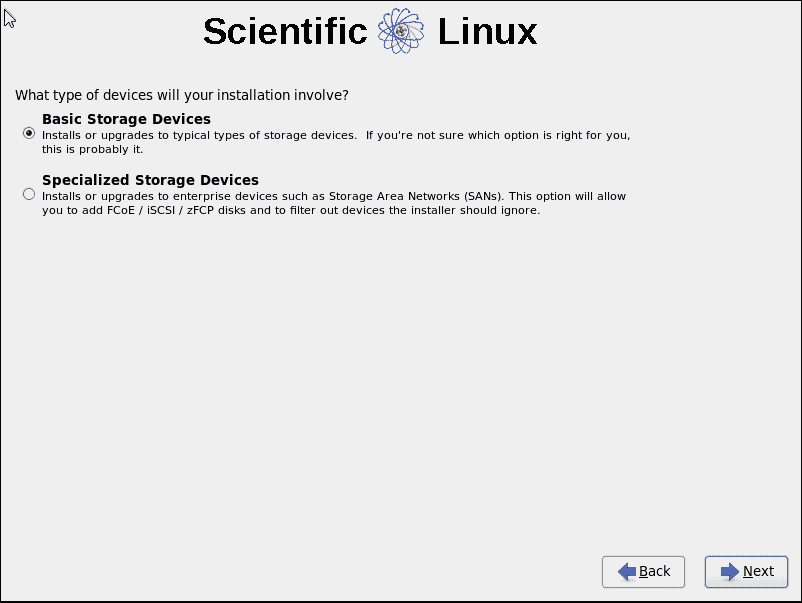 Scientific Linux
What type of devices will your installation involve?
Basic Storage Devices
Installs or upgrades to typical types of storage devices.  If you're not sure which option is right for you,
this is probably it.
Specialized Storage Devices
Installs or upgrades to enterprise devices such as Storage Area Networks (SANs). This option will allow
you to add FCoE / iSCSI / zFCP disks and to filter out devices the installer should ignore.
Back Next